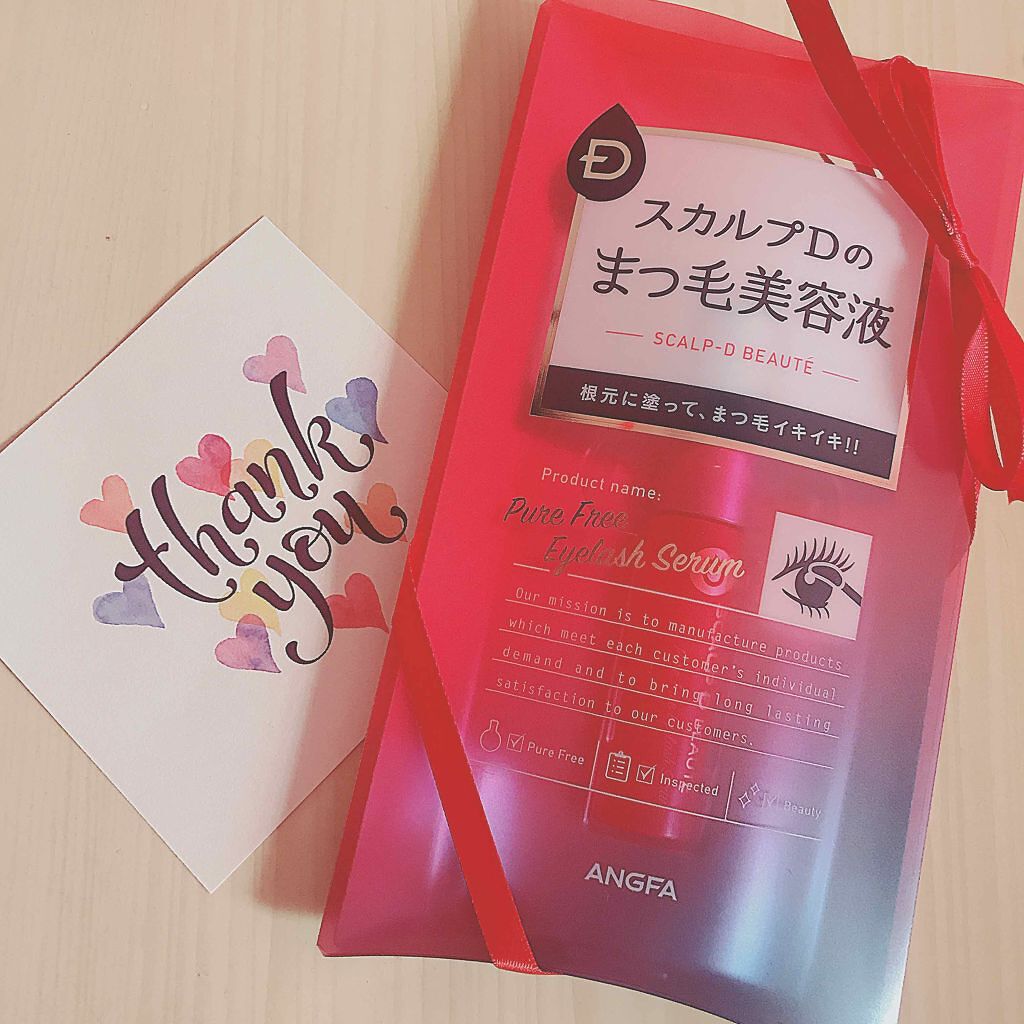 thank
you
D
スカルプDの
まつ毛美容液
SCALP-D BEAUTÉ
根元に塗って、まつ毛イキイキ!!
Product name:
Pure Free
Eyelash Serum
Our mission is to manufacture products
which meet each customer's individual
demand and to bring long lasting
satisfaction to our customers.
Pure Free
Inspected
Beauty
ANGFA